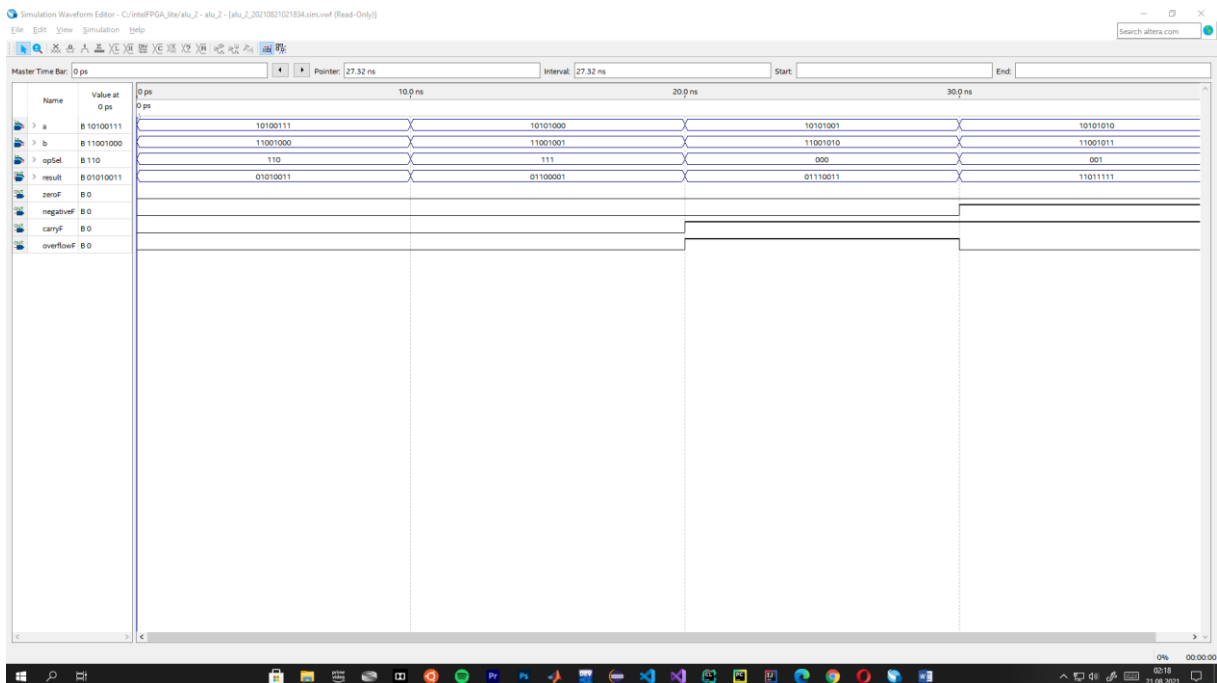 Simulation Waveform Editor - C:/intelFPGA_lite/alu_2 - alu_2 - [alu_2_20210821021834.sim.vwf (Read-Only)]
File Edit View Simulation Help
Search altera.com
Master Time Bar: 0 ps Pointer: 27.32 ns Interval: 27.32 ns Start: End:
Name Value at 0 ps
0 ps 10.0 ns 20.0 ns 30.0 ns
0 ps
a B 10100111 10100111 10101000 10101001 10101010
b B 11001000 11001000 11001001 11001010 11001011
opSel B 110 110 111 000 001
result B 01010011 01010011 01100001 01110011 11011111
zeroF B 0
negativeF B 0
carryF B 0
overflowF B 0
0% 00:00:00
02:18
21.08.2021